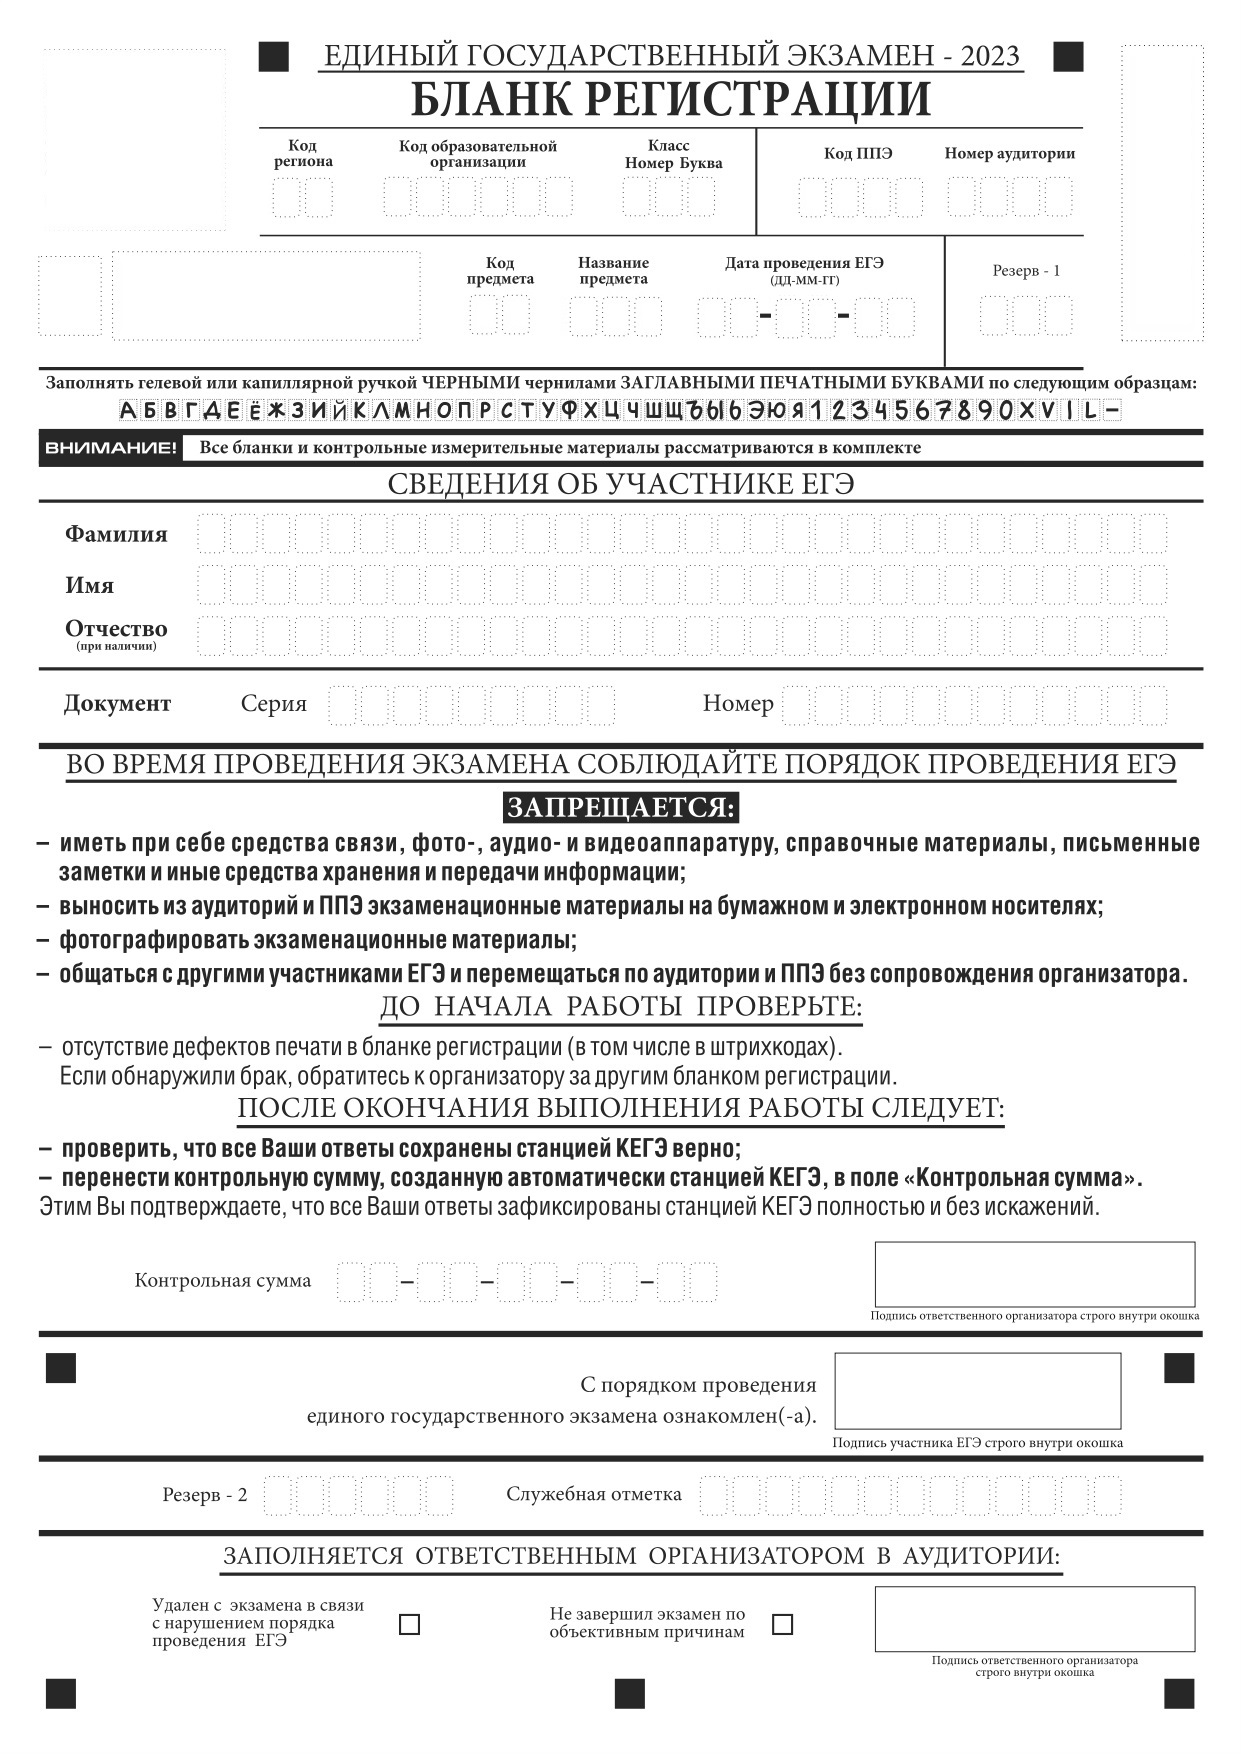 ЕДИНЫЙ ГОСУДАРСТВЕННЫЙ ЭКЗАМЕН - 2023
БЛАНК РЕГИСТРАЦИИ
Код региона
Код образовательной организации
Класс
Номер Буква
Код ППЭ
Номер аудитории
Код предмета
Название предмета
Дата проведения ЕГЭ
(ДД-ММ-ГГ)
Резерв - 1
Заполнять гелевой или капиллярной ручкой ЧЕРНЫМИ чернилами ЗАГЛАВНЫМИ ПЕЧАТНЫМИ БУКВАМИ по следующим образцам:
АБВГДЕЁЖЗИЙКЛМНОПРСТУФХЦЧШЩЪЫЬЭЮЯ1234567890XVIL-
ВНИМАНИЕ! Все бланки и контрольные измерительные материалы рассматриваются в комплекте
СВЕДЕНИЯ ОБ УЧАСТНИКЕ ЕГЭ
Фамилия
Имя
Отчество
(при наличии)
Документ Серия Номер
ВО ВРЕМЯ ПРОВЕДЕНИЯ ЭКЗАМЕНА СОБЛЮДАЙТЕ ПОРЯДОК ПРОВЕДЕНИЯ ЕГЭ
ЗАПРЕЩАЕТСЯ:
– иметь при себе средства связи, фото-, аудио- и видеоаппаратуру, справочные материалы, письменные
заметки и иные средства хранения и передачи информации;
– выносить из аудиторий и ППЭ экзаменационные материалы на бумажном и электронном носителях;
– фотографировать экзаменационные материалы;
– общаться с другими участниками ЕГЭ и перемещаться по аудитории и ППЭ без сопровождения организатора.
ДО НАЧАЛА РАБОТЫ ПРОВЕРЬТЕ:
– отсутствие дефектов печати в бланке регистрации (в том числе в штрихкодах).
Если обнаружили брак, обратитесь к организатору за другим бланком регистрации.
ПОСЛЕ ОКОНЧАНИЯ ВЫПОЛНЕНИЯ РАБОТЫ СЛЕДУЕТ:
– проверить, что все Ваши ответы сохранены станцией КЕГЭ верно;
– перенести контрольную сумму, созданную автоматически станцией КЕГЭ, в поле «Контрольная сумма».
Этим Вы подтверждаете, что все Ваши ответы зафиксированы станцией КЕГЭ полностью и без искажений.
Контрольная сумма
Подпись ответственного организатора строго внутри окошка
С порядком проведения
единого государственного экзамена ознакомлен(-а).
Подпись участника ЕГЭ строго внутри окошка
Резерв - 2 Служебная отметка
ЗАПОЛНЯЕТСЯ ОТВЕТСТВЕННЫМ ОРГАНИЗАТОРОМ В АУДИТОРИИ:
Удален с экзамена в связи
с нарушением порядка
проведения ЕГЭ
Не завершил экзамен по
объективным причинам
Подпись ответственного организатора
строго внутри окошка